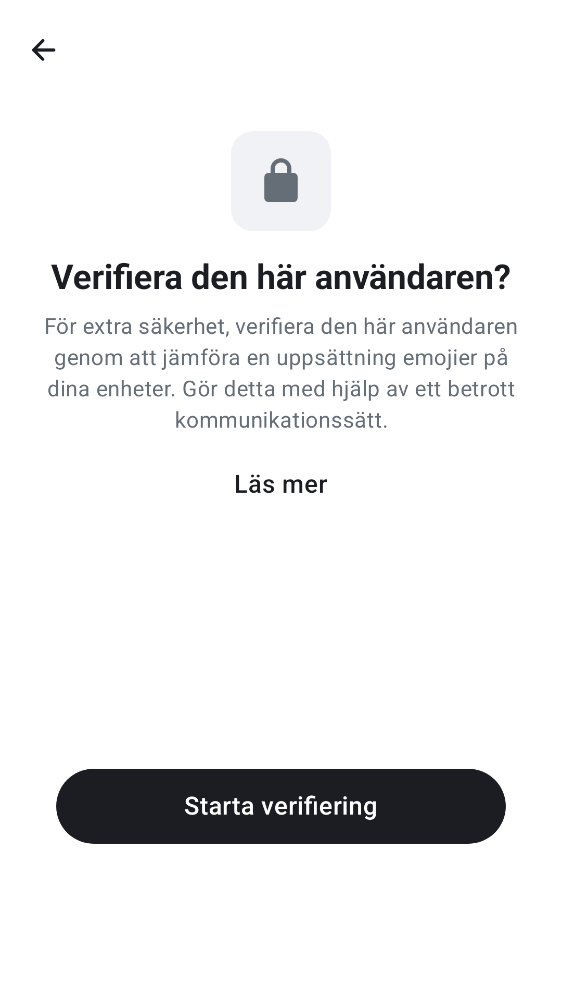 Verifiera den här användaren?
För extra säkerhet, verifiera den här användaren
genom att jämföra en uppsättning emojier på
dina enheter. Gör detta med hjälp av ett betrott
kommunikationssätt.
Läs mer
Starta verifiering